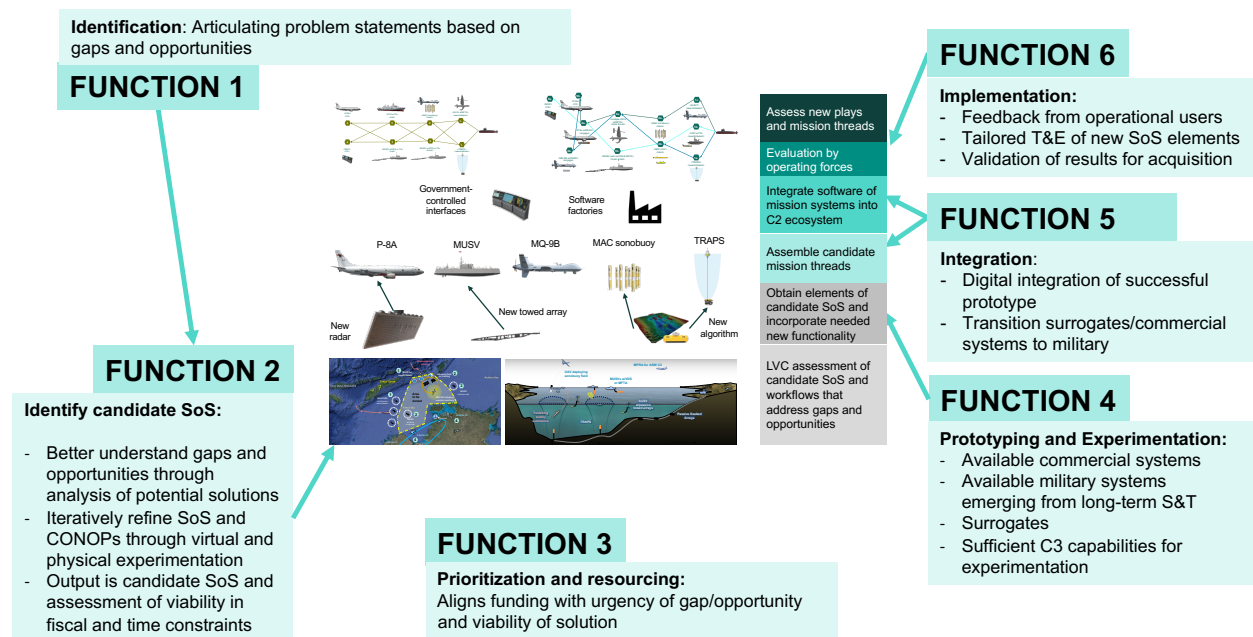 Identification: Articulating problem statements based on
gaps and opportunities
FUNCTION 1
FUNCTION 2
Identify candidate SoS:
- Better understand gaps and
opportunities through
analysis of potential solutions
- Iteratively refine SoS and
CONOPs through virtual and
physical experimentation
- Output is candidate SoS and
assessment of viability in
fiscal and time constraints
Government-
controlled
interfaces
Software
factories
P-8A
MUSV
MQ-9B
MAC sonobuoy
TRAPS
New
radar
New towed array
New
algorithm
Assess new plays
and mission threads
Evaluation by
operating forces
Integrate software of
mission systems into
C2 ecosystem
Assemble candidate
mission threads
Obtain elements of
candidate SoS and
incorporate needed
new functionality
LVC assessment of
candidate SoS and
workflows that
address gaps and
opportunities
FUNCTION 3
Prioritization and resourcing:
Aligns funding with urgency of gap/opportunity
and viability of solution
FUNCTION 6
Implementation:
- Feedback from operational users
- Tailored T&E of new SoS elements
- Validation of results for acquisition
FUNCTION 5
Integration:
- Digital integration of successful
prototype
- Transition surrogates/commercial
systems to military
FUNCTION 4
Prototyping and Experimentation:
- Available commercial systems
- Available military systems
emerging from long-term S&T
- Surrogates
- Sufficient C3 capabilities for
experimentation